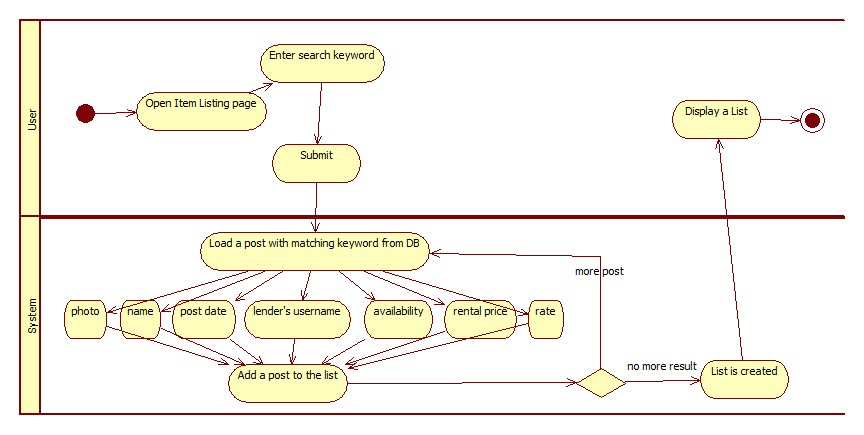 User
Enter search keyword
Open Item Listing page
Submit
Display a List
System
Load a post with matching keyword from DB
more post
photo
name
post date
lender's username
availability
rental price
rate
Add a post to the list
no more result
List is created